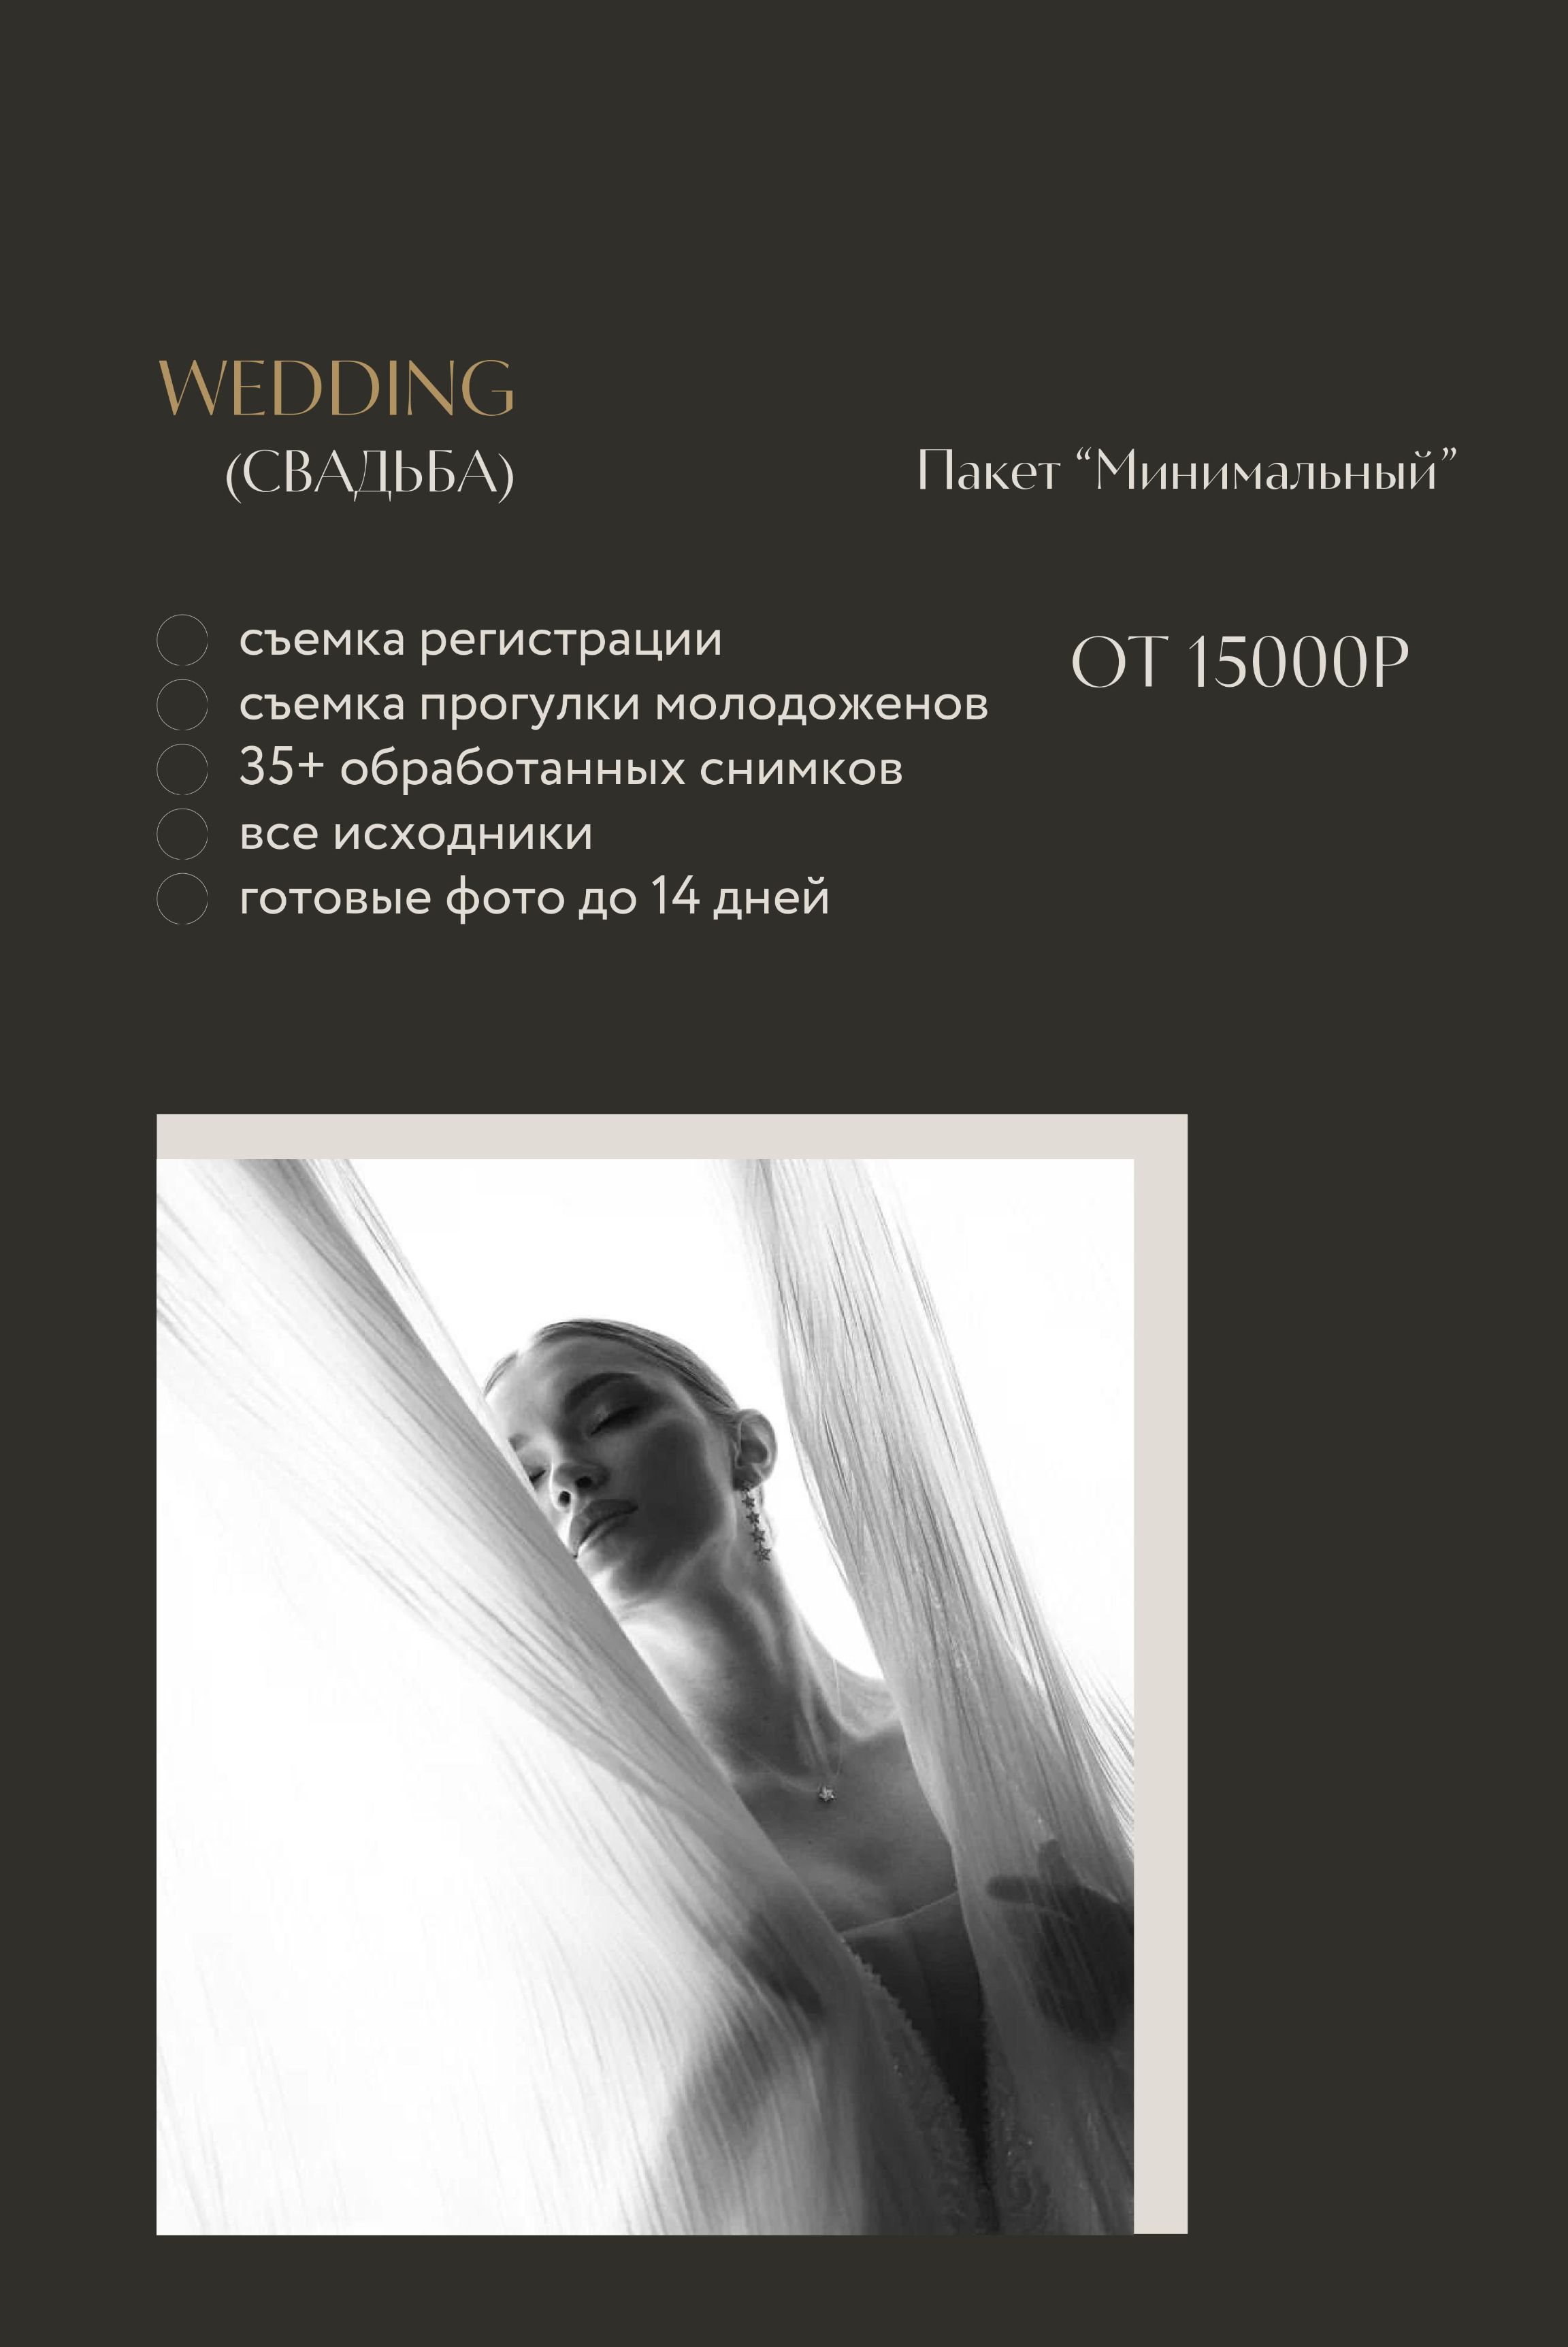 WEDDING
(СВАДЬБА)
Пакет “Минимальный”
съемка регистрации
съемка прогулки молодоженов
35+ обработанных снимков
все исходники
готовые фото до 14 дней
ОТ 15000Р